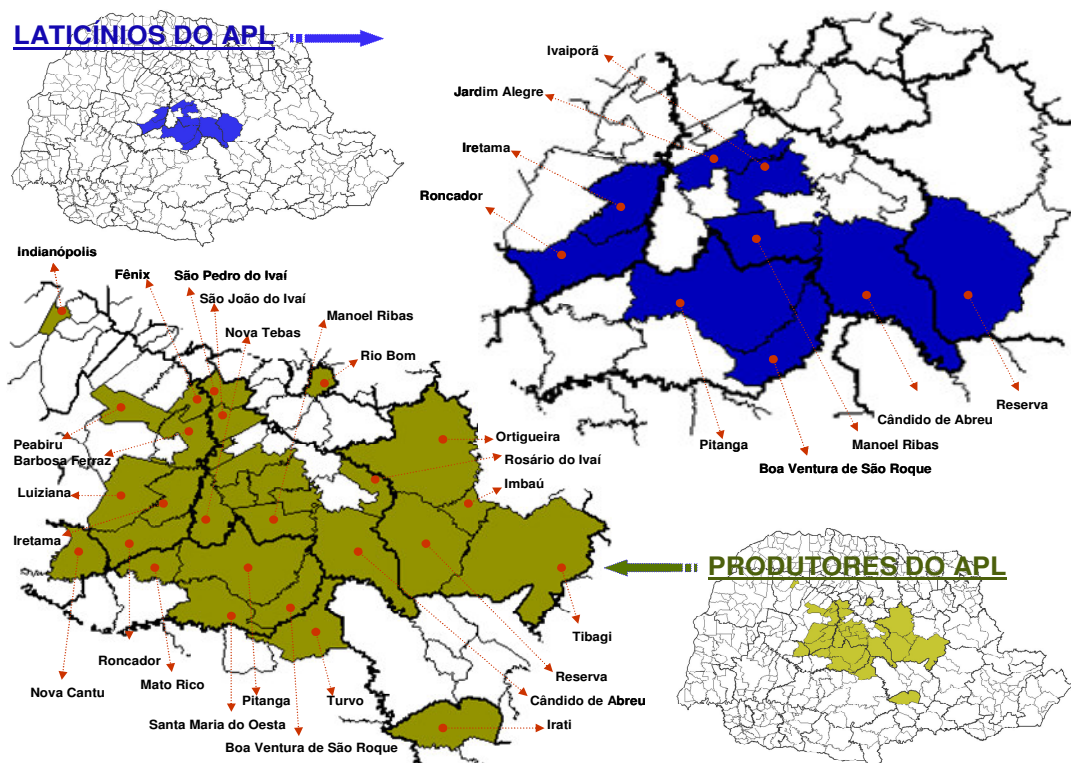 LATICÍNIOS DO APL
Ivaiporã
Jardim Alegre
Iretama
Roncador
Cândido de Abreu
Reserva
Manoel Ribas
Pitanga
Boa Ventura de São Roque
Indianópolis
Fênix
São Pedro do Ivaí
São João do Ivaí
Nova Tebas
Manoel Ribas
Rio Bom
Peabiru
Barbosa Ferraz
Luiziana
Iretama
Ortigueira
Rosário do Ivaí
Imbaú
PRODUTORES DO APL
Tibagi
Roncador
Nova Cantu
Mato Rico
Pitanga
Turvo
Reserva
Cândido de Abreu
Santa Maria do Oesta
Irati
Boa Ventura de São Roque